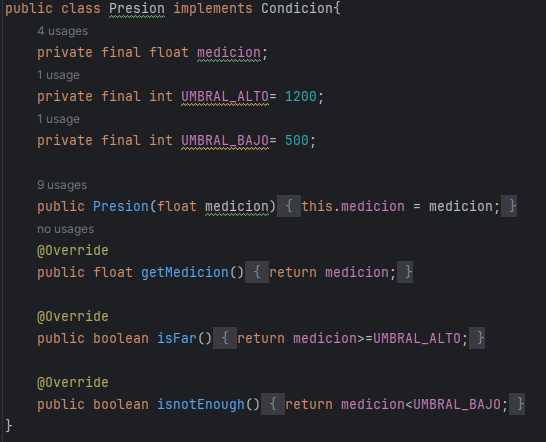 public class Presion implements Condicion{
4 usages
private final float medicion;
1 usage
private final int UMBRAL_ALTO= 1200;
1 usage
private final int UMBRAL_BAJO= 500;
9 usages
public Presion(float medicion) { this.medicion = medicion; }
no usages
@Override
public float getMedicion() { return medicion; }
@Override
public boolean isFar() { return medicion>=UMBRAL_ALTO; }
@Override
public boolean isnotEnough() { return medicion<UMBRAL_BAJO; }
}